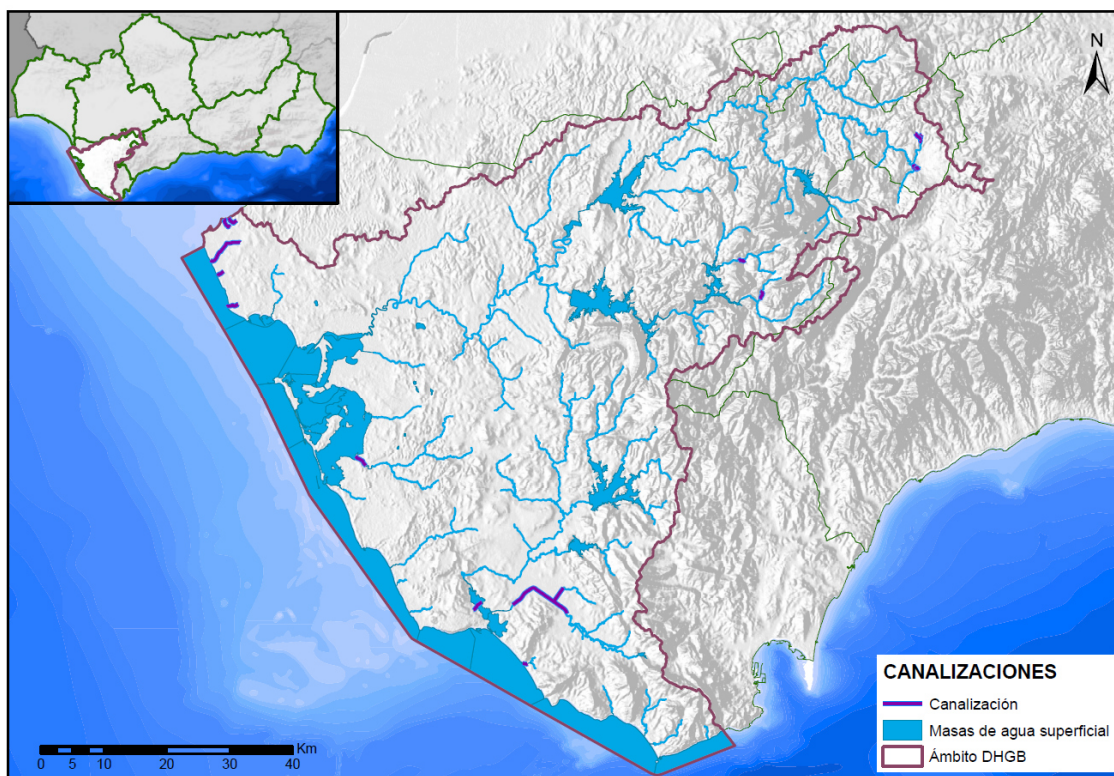 N
CANALIZACIONES
Canalización
Masas de agua superficial
Ámbito DHGB
Km
0 5 10 20 30 40